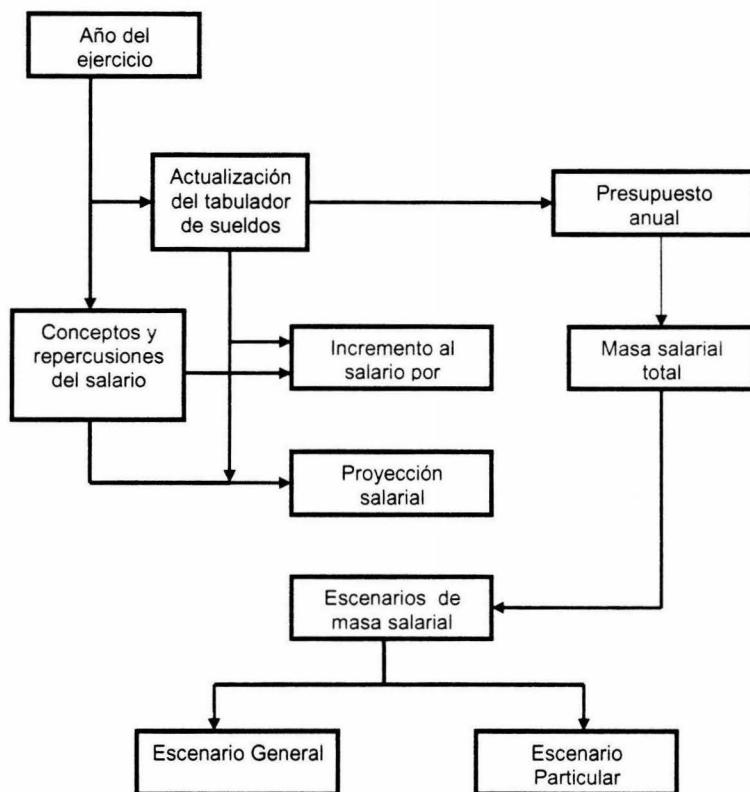 Año del
ejercicio
Actualización
del tabulador
de sueldos
Presupuesto
anual
Conceptos y
repercusiones
del salario
Incremento al
salario por
Masa salarial
total
Proyección
salarial
Escenarios de
masa salarial
Escenario General
Escenario
Particular